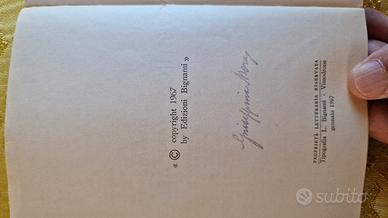 « © copyright 1967
by Edizioni Bignami »
PROPRIETÀ LETTERARIA RISERVATA
Tipografia L. Bignami - Vimodrone
gennaio 1967
subito